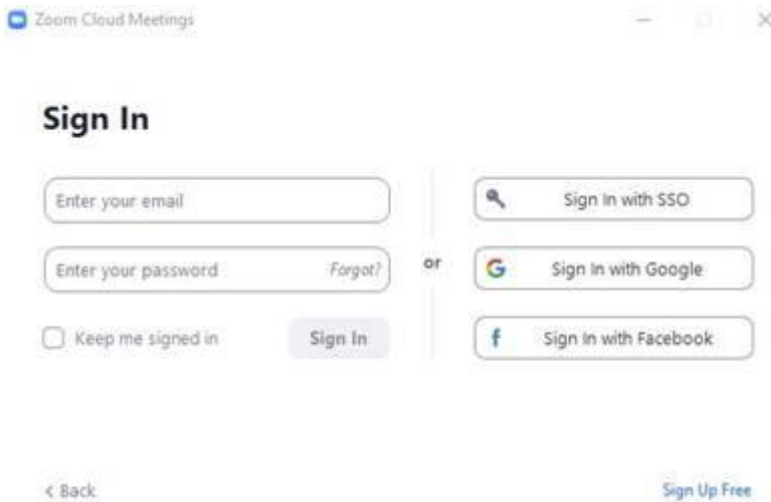 Zoom Cloud Meetings
Sign In
Enter your email
Enter your password
Forgot?
Keep me signed in
Sign In
or
Sign In with SSO
Sign In with Google
Sign In with Facebook
< Back
Sign Up Free